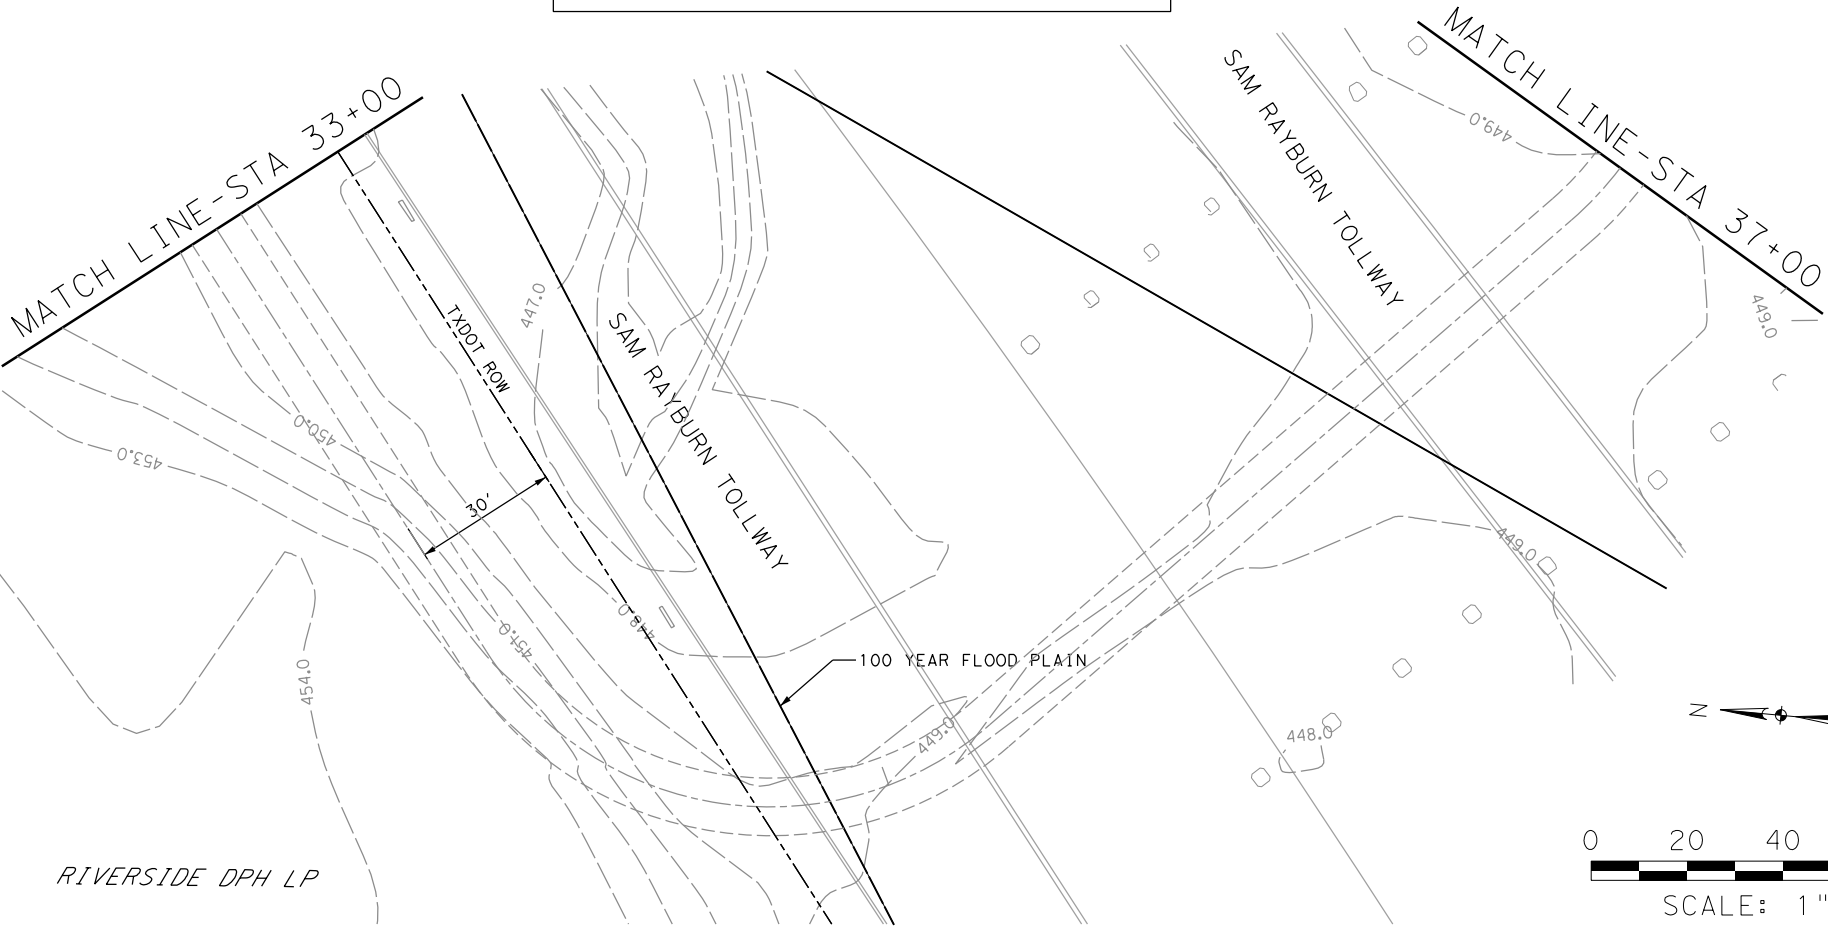 MATCH LINE-STA 33+00
MATCH LINE-STA 37+00
SAM RAYBURN TOLLWAY
449.0
449.0
447.0
TXDOT ROW
SAM RAYBURN TOLLWAY
450.0
453.0
30'
449.0
448.0
451.0
100 YEAR FLOOD PLAIN
454.0
N
449.0
448.0
0 20 40
RIVERSIDE DPH LP
SCALE: 1"